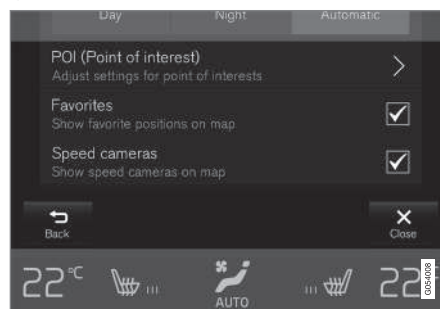 Day Night Automatic
POI (Point of interest)
Adjust settings for point of interests
Favorites
Show favorite positions on map
Speed cameras
Show speed cameras on map
Back Close
22°C 22°
AUTO
G054008